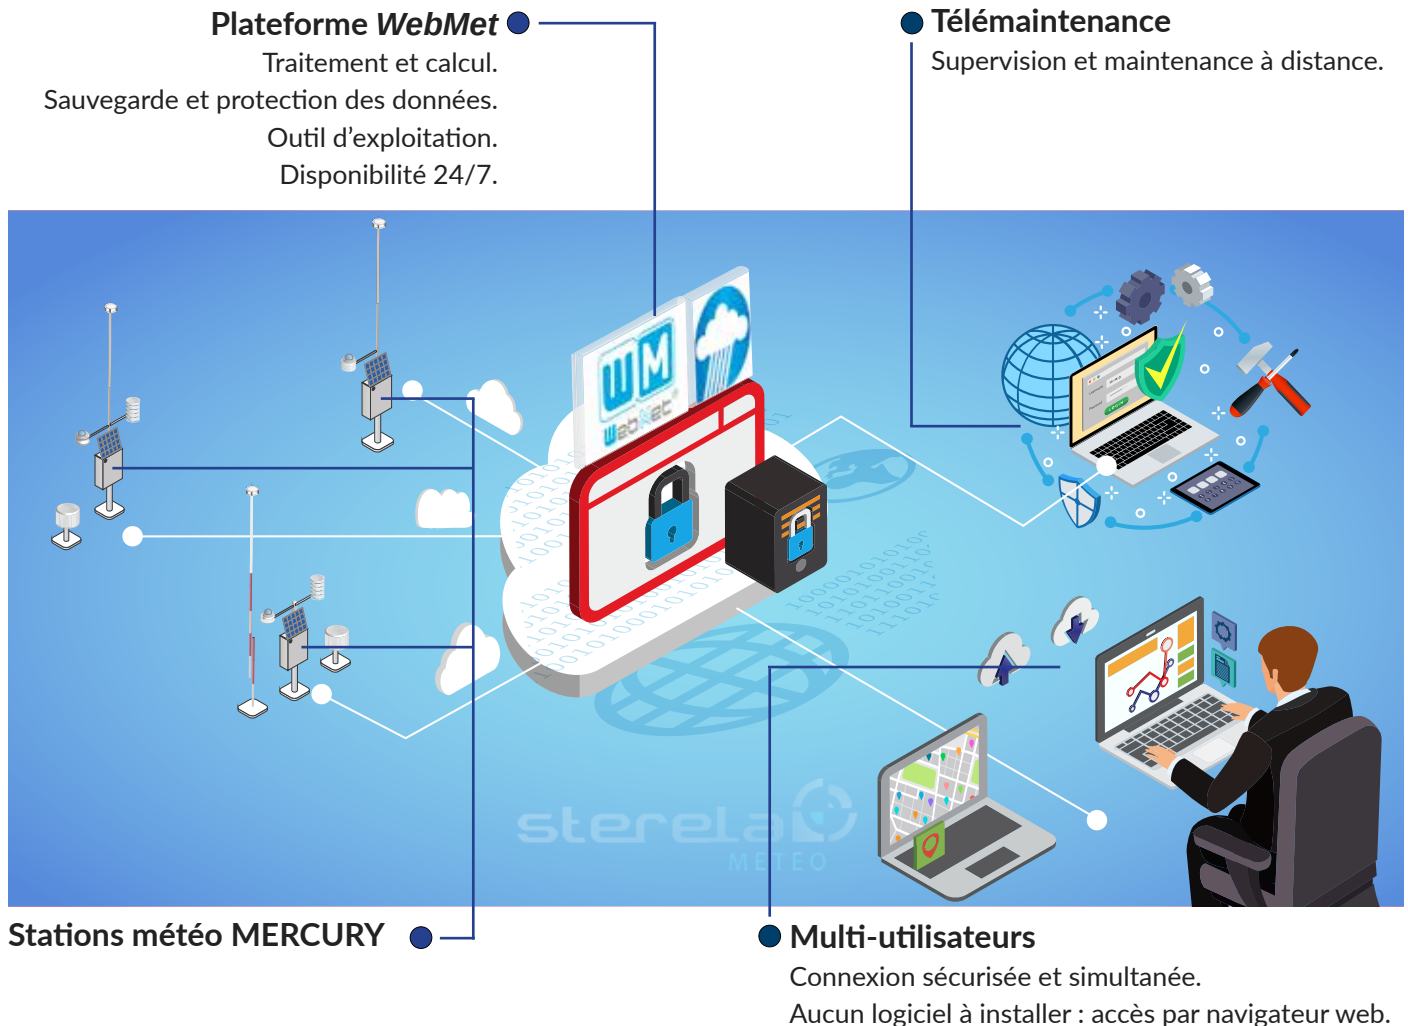 Plateforme WebMet
Traitement et calcul.
Sauvegarde et protection des données.
Outil d'exploitation.
Disponibilité 24/7.
Télémaintenance
Supervision et maintenance à distance.
WM
WebMet
LOGIN
sterela
METEO
Stations météo MERCURY
Multi-utilisateurs
Connexion sécurisée et simultanée.
Aucun logiciel à installer : accès par navigateur web.